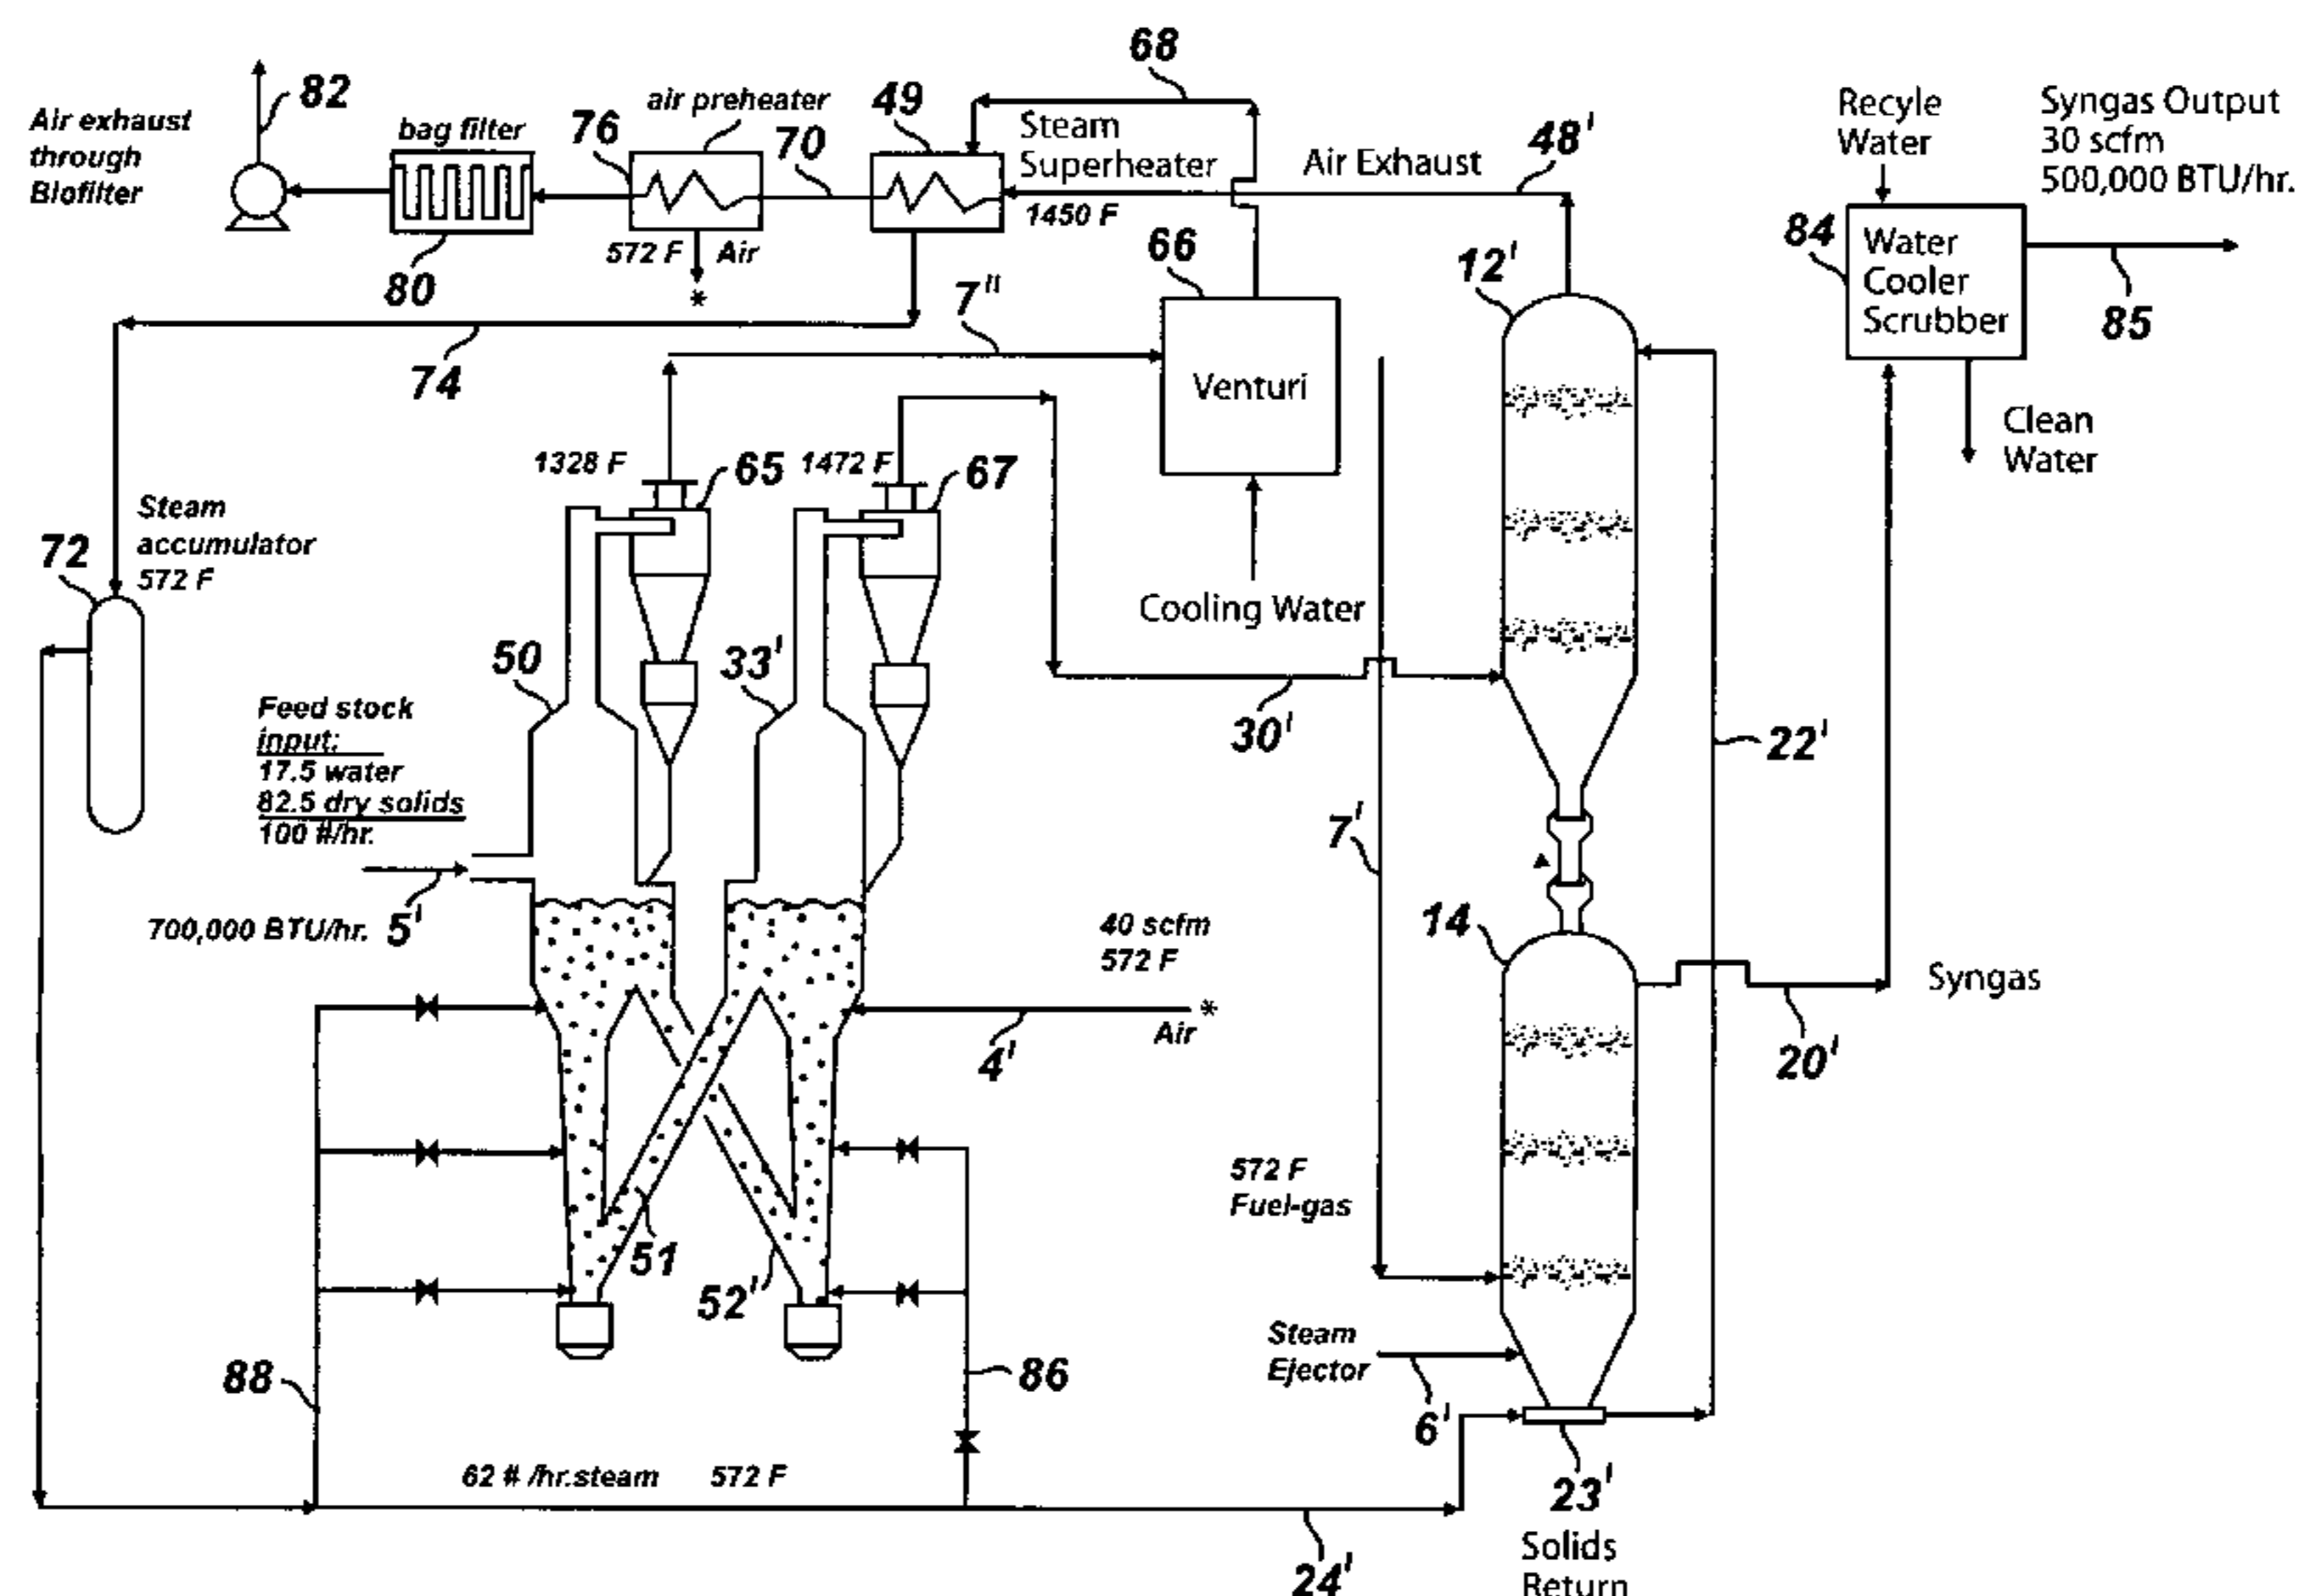 68
82
Air exhaust
through
Biofilter
bag filter
80
air preheater
76
70
572 F Air
*
49
Steam
Superheater
1450 F
Air Exhaust
48'
Recyle
Water
Syngas Output
30 scfm
500,000 BTU/hr.
84
Water
Cooler
Scrubber
85
Clean
Water
12'
66
Venturi
Cooling Water
7"
74
1328 F
65
1472 F
67
Steam
accumulator
572 F
72
50
33'
30'
22'
Feed stock
input:
17.5 water
82.5 dry solids
100 #/hr.
700,000 BTU/hr.
5'
7'
14
40 scfm
572 F
*
Air
4'
Syngas
20'
572 F
Fuel-gas
51
52'
Steam
Ejector
6'
88
86
62 # /hr.steam 572 F
24'
23'
Solids
Return